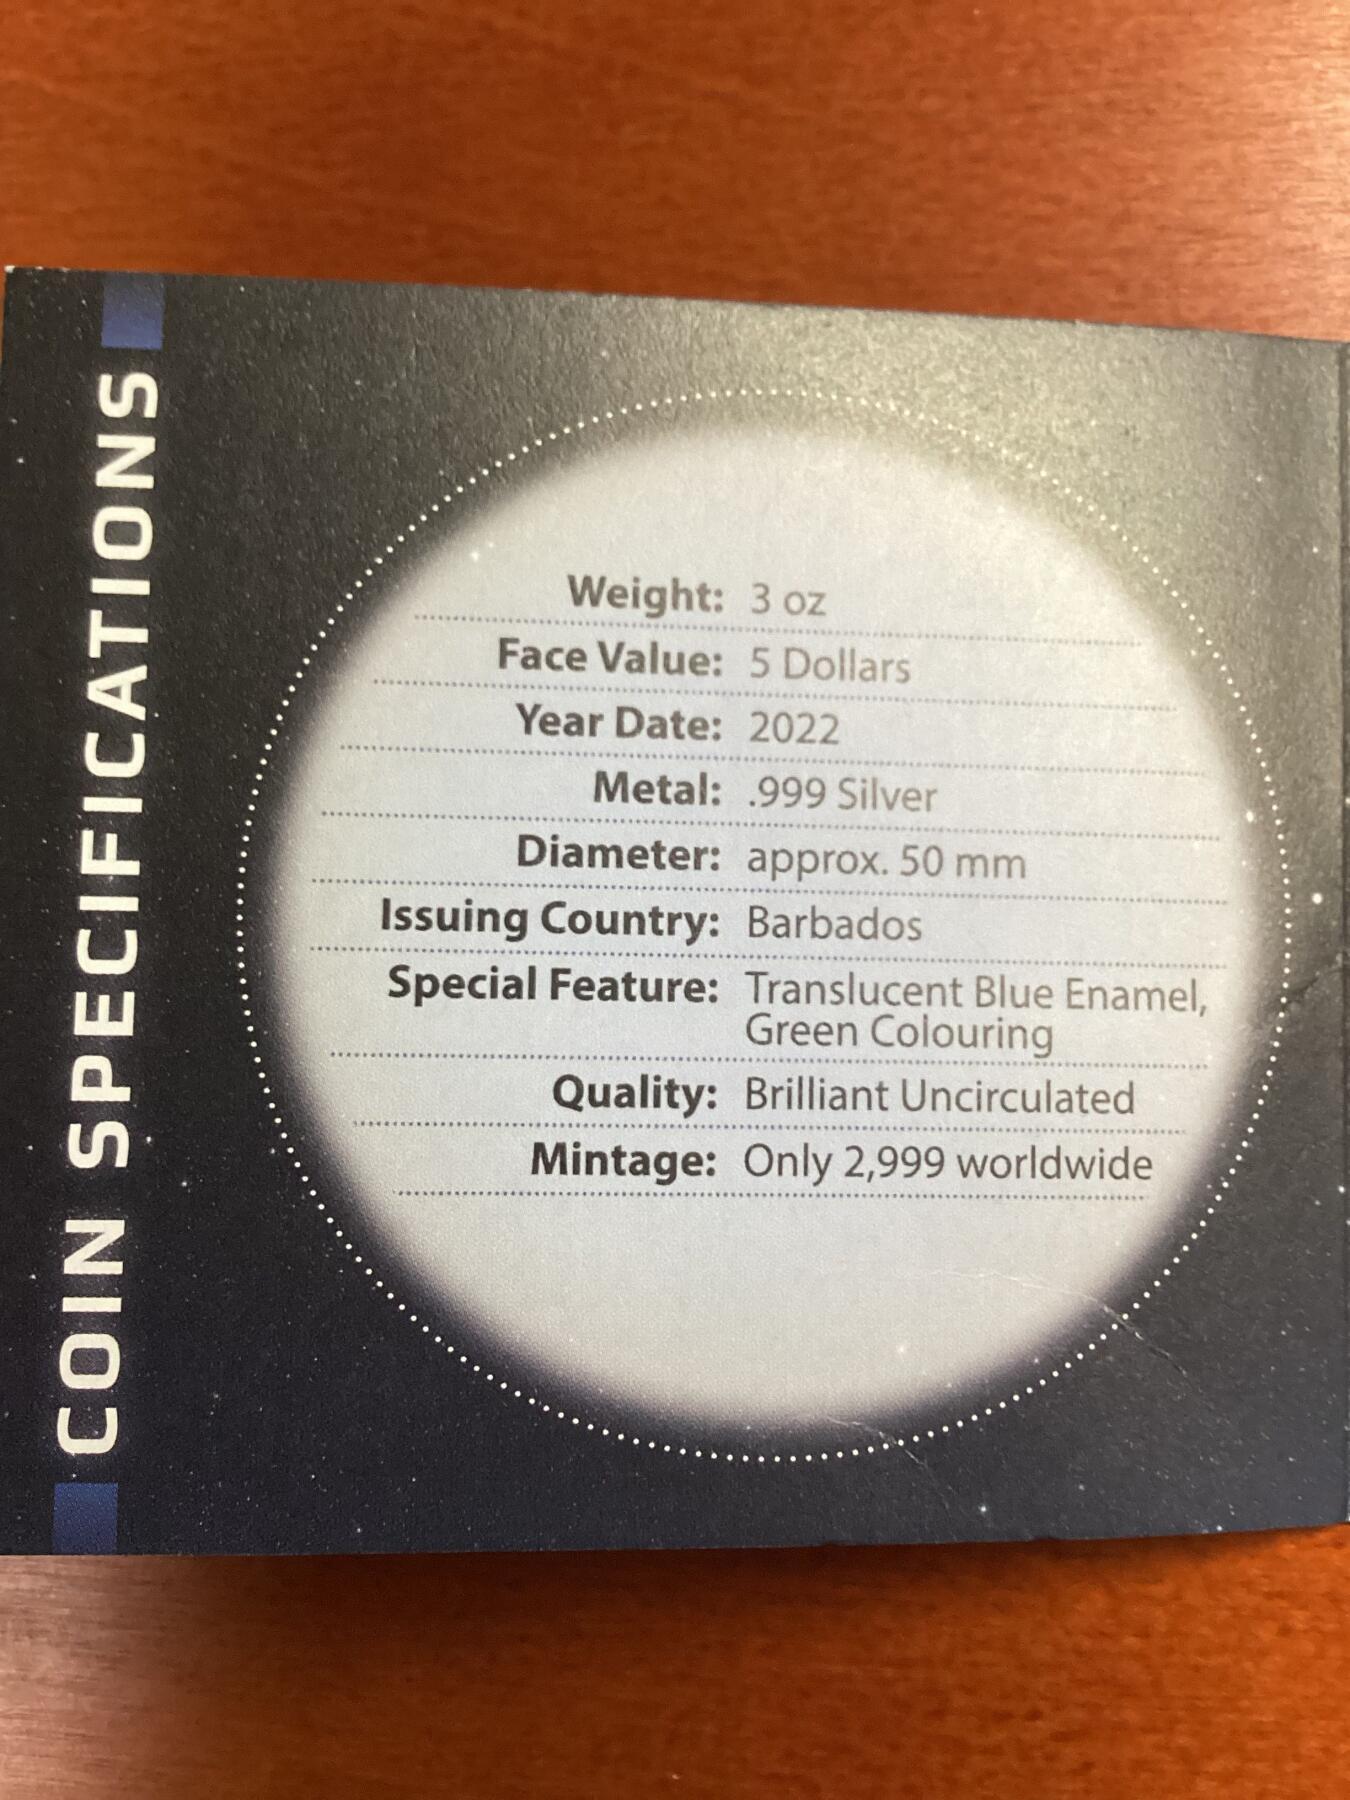 COIN SPECIFICATIONS
Weight: 3 oz
Face Value: 5 Dollars
Year Date: 2022
Metal: .999 Silver
Diameter: approx. 50 mm
Issuing Country: Barbados
Special Feature: Translucent Blue Enamel,
Green Colouring
Quality: Brilliant Uncirculated
Mintage: Only 2,999 worldwide